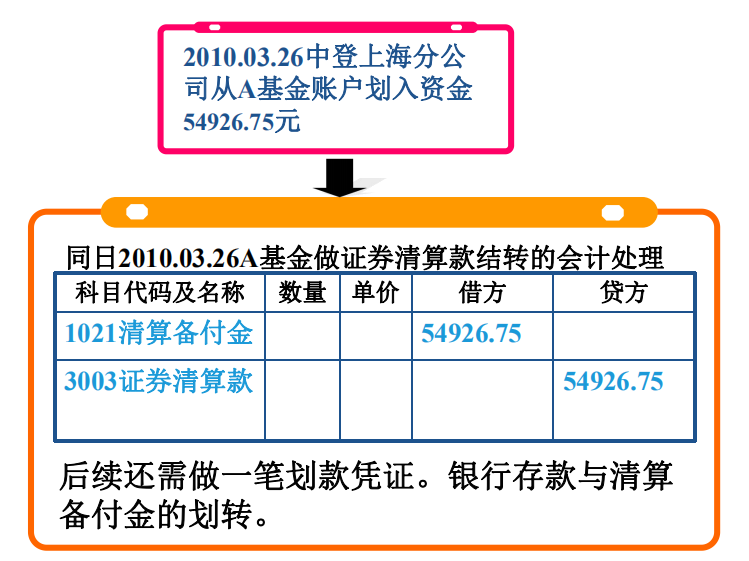 2010.03.26中登上海分公
司从A基金账户划入资金
54926.75元
同日2010.03.26A基金做证券清算款结转的会计处理
科目代码及名称 数量 单价 借方 贷方
1021清算备付金 54926.75
3003证券清算款 54926.75
后续还需做一笔划款凭证。银行存款与清算
备付金的划转。